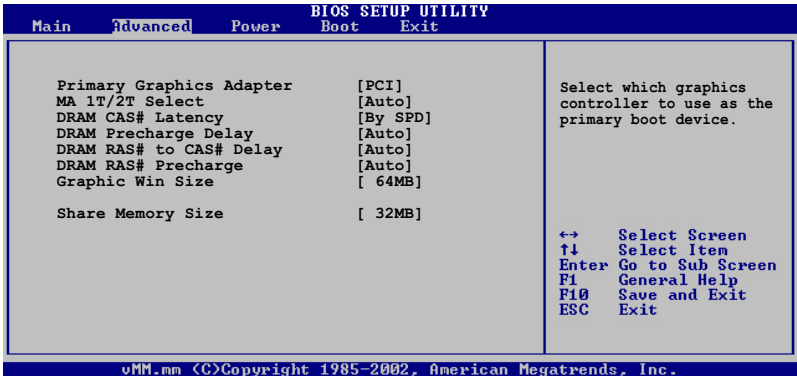 BIOS SETUP UTILITY
Main Advanced Power Boot Exit
Primary Graphics Adapter [PCI]
MA 1T/2T Select [Auto]
DRAM CAS# Latency [By SPD]
DRAM Precharge Delay [Auto]
DRAM RAS# to CAS# Delay [Auto]
DRAM RAS# Precharge [Auto]
Graphic Win Size [ 64MB]
Share Memory Size [ 32MB]
Select which graphics
controller to use as the
primary boot device.
←→ Select Screen
↑↓ Select Item
Enter Go to Sub Screen
F1 General Help
F10 Save and Exit
ESC Exit
vMM.mm (C)Copyright 1985-2002, American Megatrends, Inc.